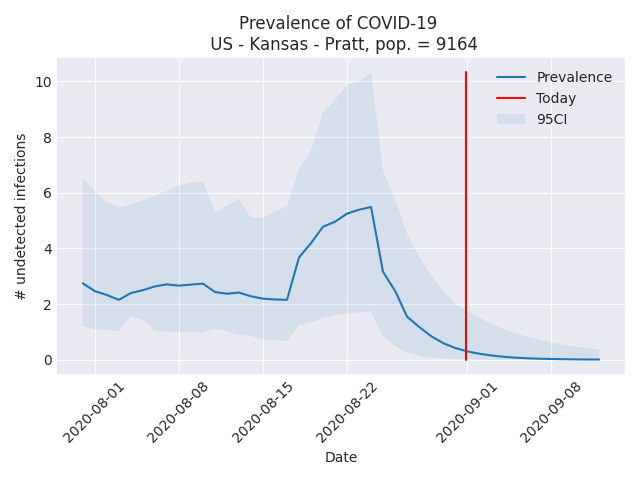 Prevalence of COVID-19
US - Kansas - Pratt, pop. = 9164
Prevalence
Today
95CI
# undetected infections
10
8
6
4
2
0
2020-08-01
2020-08-08
2020-08-15
2020-08-22
2020-09-01
2020-09-08
Date